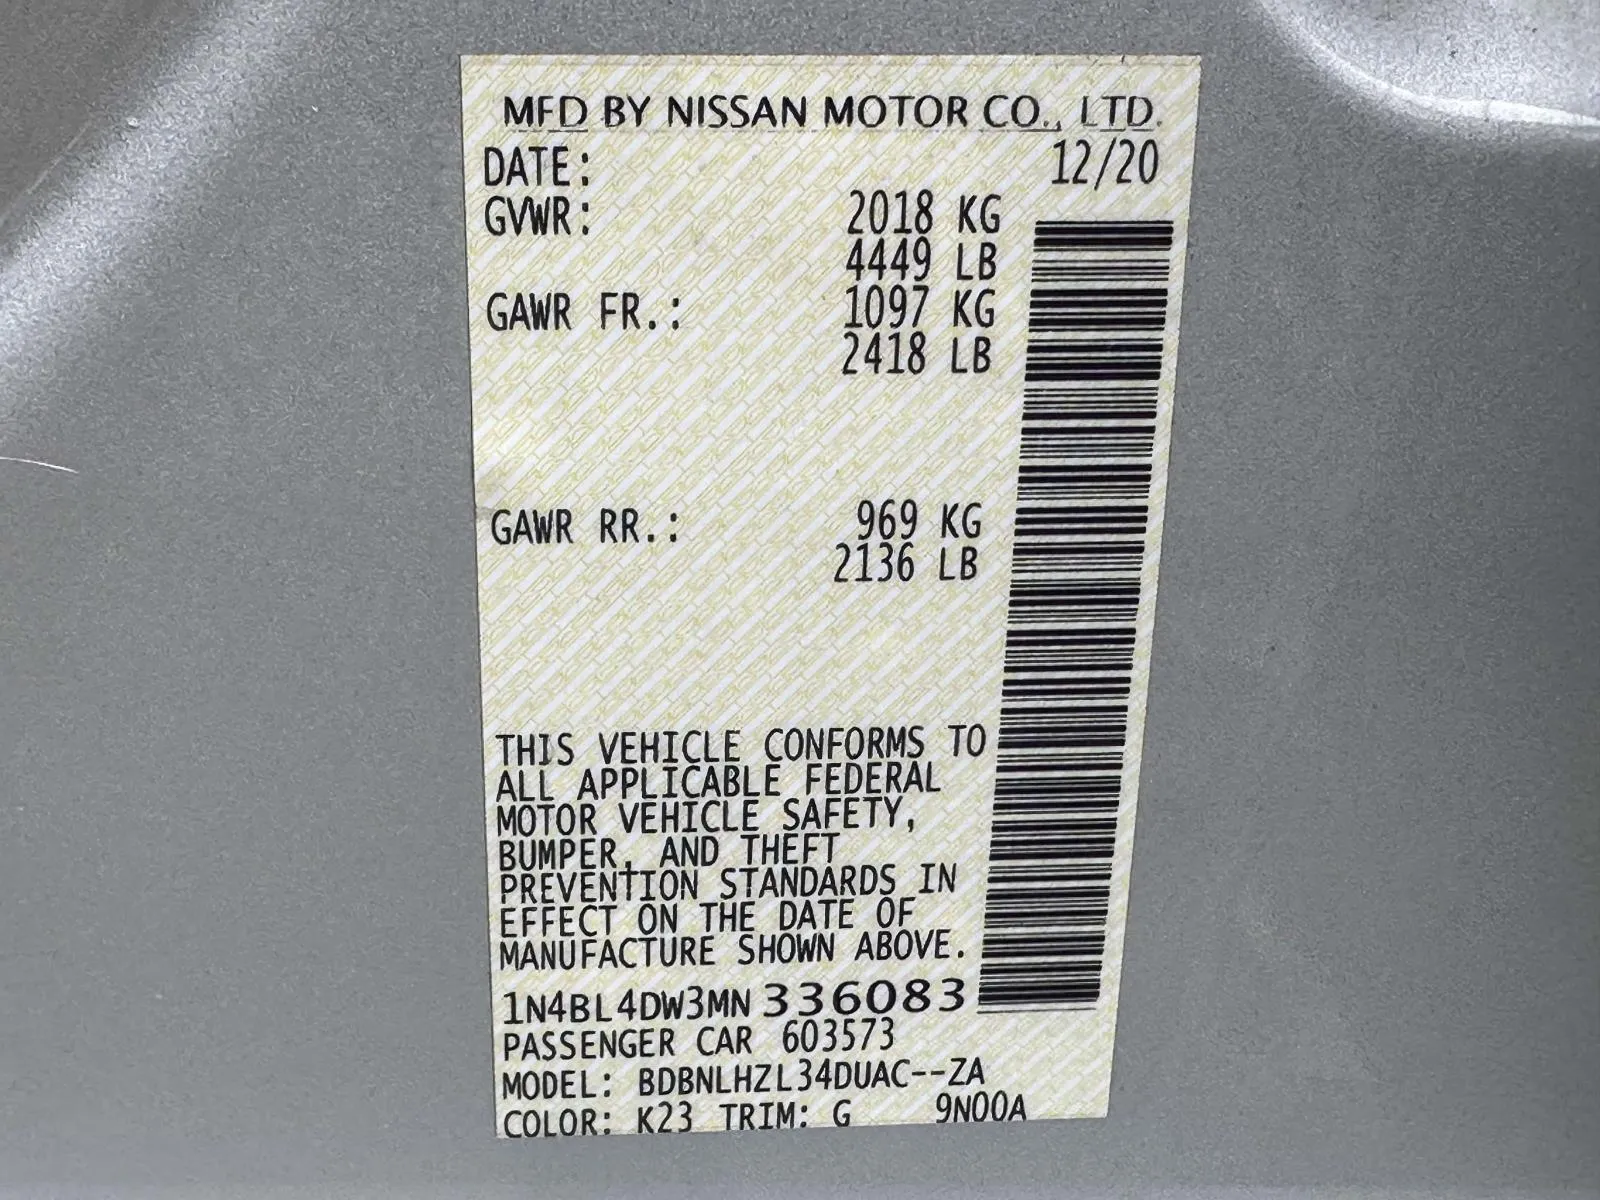 MFD BY NISSAN MOTOR CO., LTD.
DATE: 12/20
GVWR: 2018 KG
4449 LB
GAWR FR.: 1097 KG
2418 LB
GAWR RR.: 969 KG
2136 LB
THIS VEHICLE CONFORMS TO
ALL APPLICABLE FEDERAL
MOTOR VEHICLE SAFETY,
BUMPER, AND THEFT
PREVENTION STANDARDS IN
EFFECT ON THE DATE OF
MANUFACTURE SHOWN ABOVE.
1N4BL4DW3MN336083
PASSENGER CAR 603573
MODEL: BDBNLHZL34DUAC--ZA
COLOR: K23 TRIM: G 9N00A